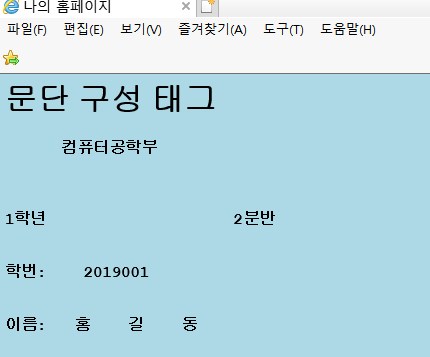 나의 홈페이지
파일(F) 편집(E) 보기(V) 즐겨찾기(A) 도구(T) 도움말(H)
문단 구성 태그
컴퓨터공학부
1학년 2분반
학번: 2019001
이름: 홍 길 동